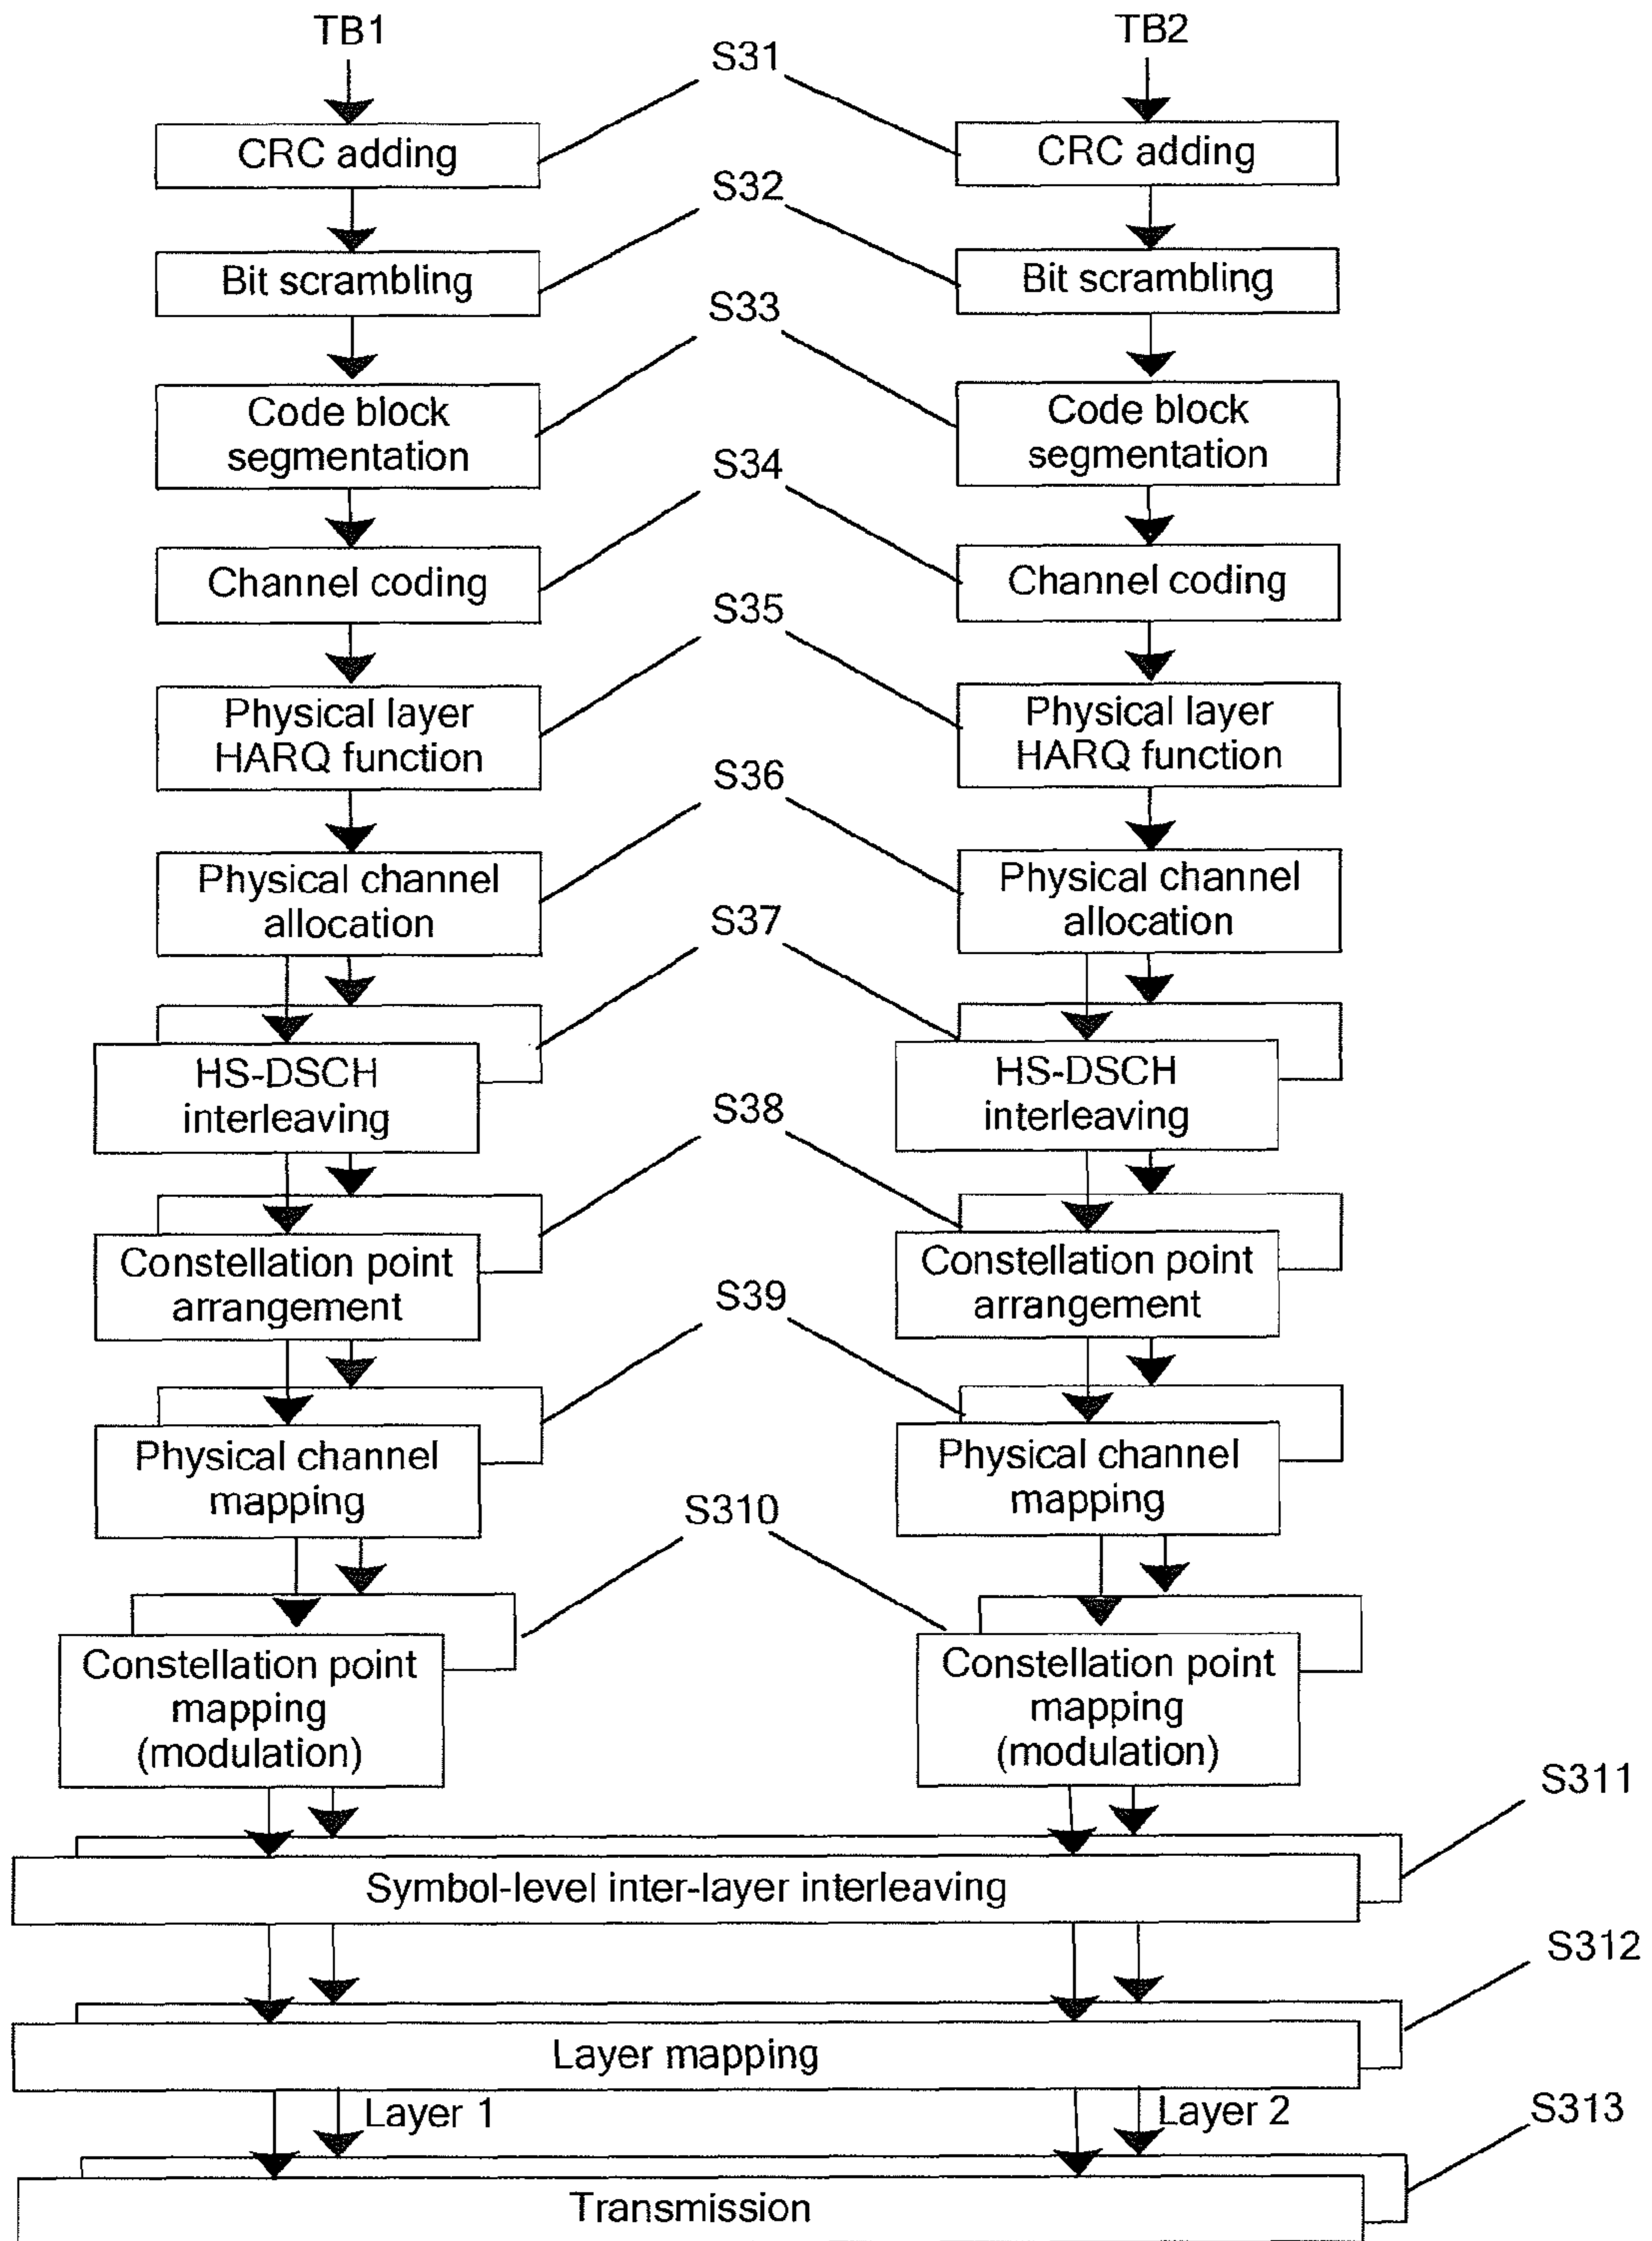 TB1
TB2
S31
CRC adding
CRC adding
S32
Bit scrambling
Bit scrambling
S33
Code block
segmentation
Code block
segmentation
S34
Channel coding
Channel coding
S35
Physical layer
HARQ function
Physical layer
HARQ function
S36
Physical channel
allocation
Physical channel
allocation
S37
HS-DSCH
interleaving
HS-DSCH
interleaving
S38
Constellation point
arrangement
Constellation point
arrangement
S39
Physical channel
mapping
Physical channel
mapping
S310
Constellation point
mapping
(modulation)
Constellation point
mapping
(modulation)
S311
Symbol-level inter-layer interleaving
S312
Layer mapping
Layer 1
Layer 2
S313
Transmission